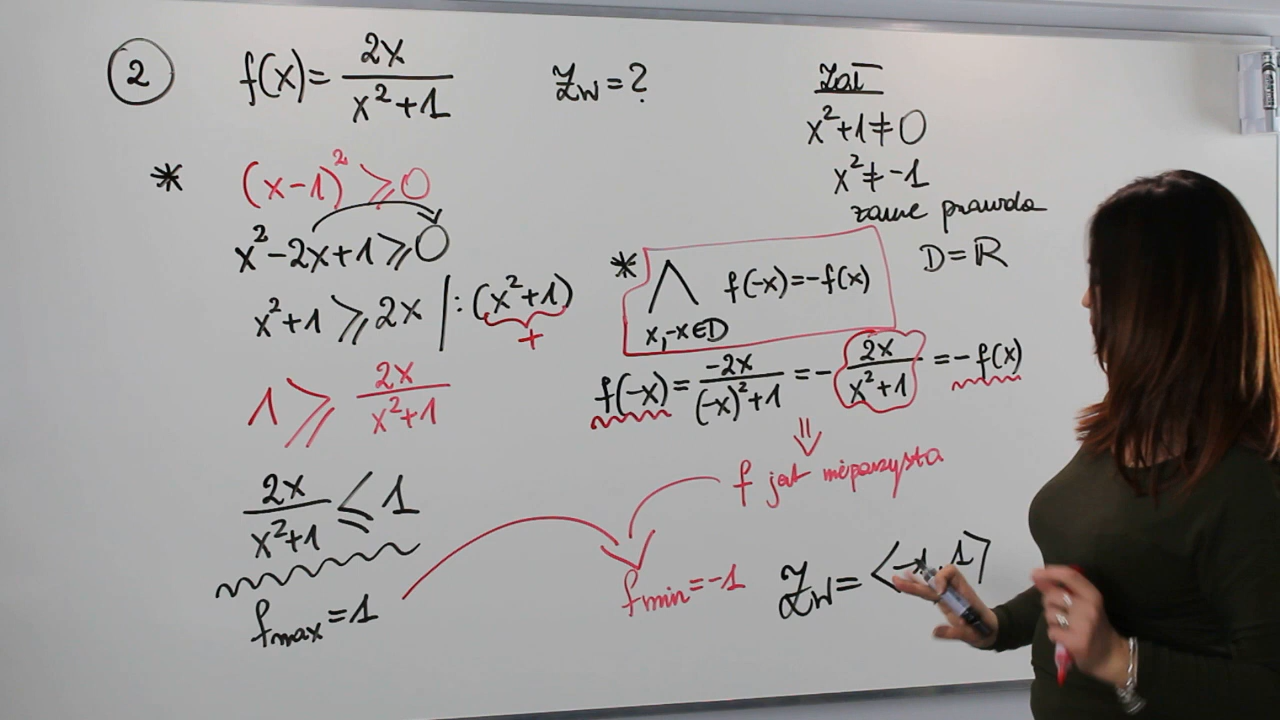 2 f(x)= 2x / x²+1 Zw=?
Zał
x²+1≠0
x²≠-1
zawsze prawda
D=ℝ
* (x-1)²⩾0
x²-2x+1⩾0
x²+1⩾2x |:(x²+1)
+
1⩾ 2x / x²+1
2x / x²+1 ≤1
fmax=1
* ⋀ f(-x)=-f(x)
x,-x∈D
f(-x)= -2x / (-x)²+1 =- 2x / x²+1 =-f(x)
⇓
f jest nieparzysta
fmin=-1
Zw=⟨-1,1⟩